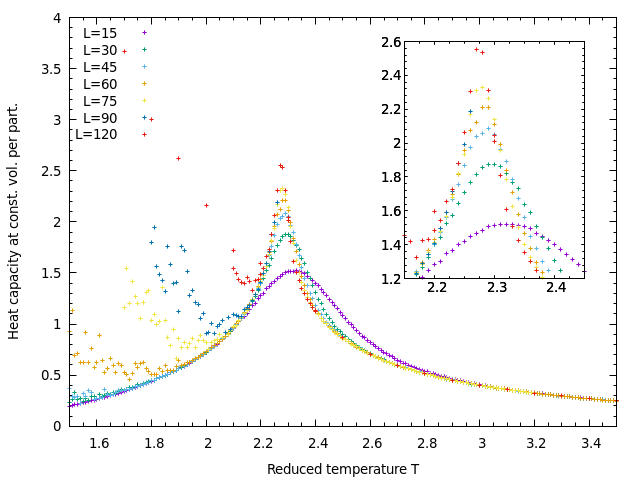 4
3.5
3
2.5
2
1.5
1
0.5
0
1.6 1.8 2 2.2 2.4 2.6 2.8 3 3.2 3.4
Heat capacity at const. vol. per part.
Reduced temperature T
L=15
L=30
L=45
L=60
L=75
L=90
L=120
2.6
2.4
2.2
2
1.8
1.6
1.4
1.2
2.2 2.3 2.4